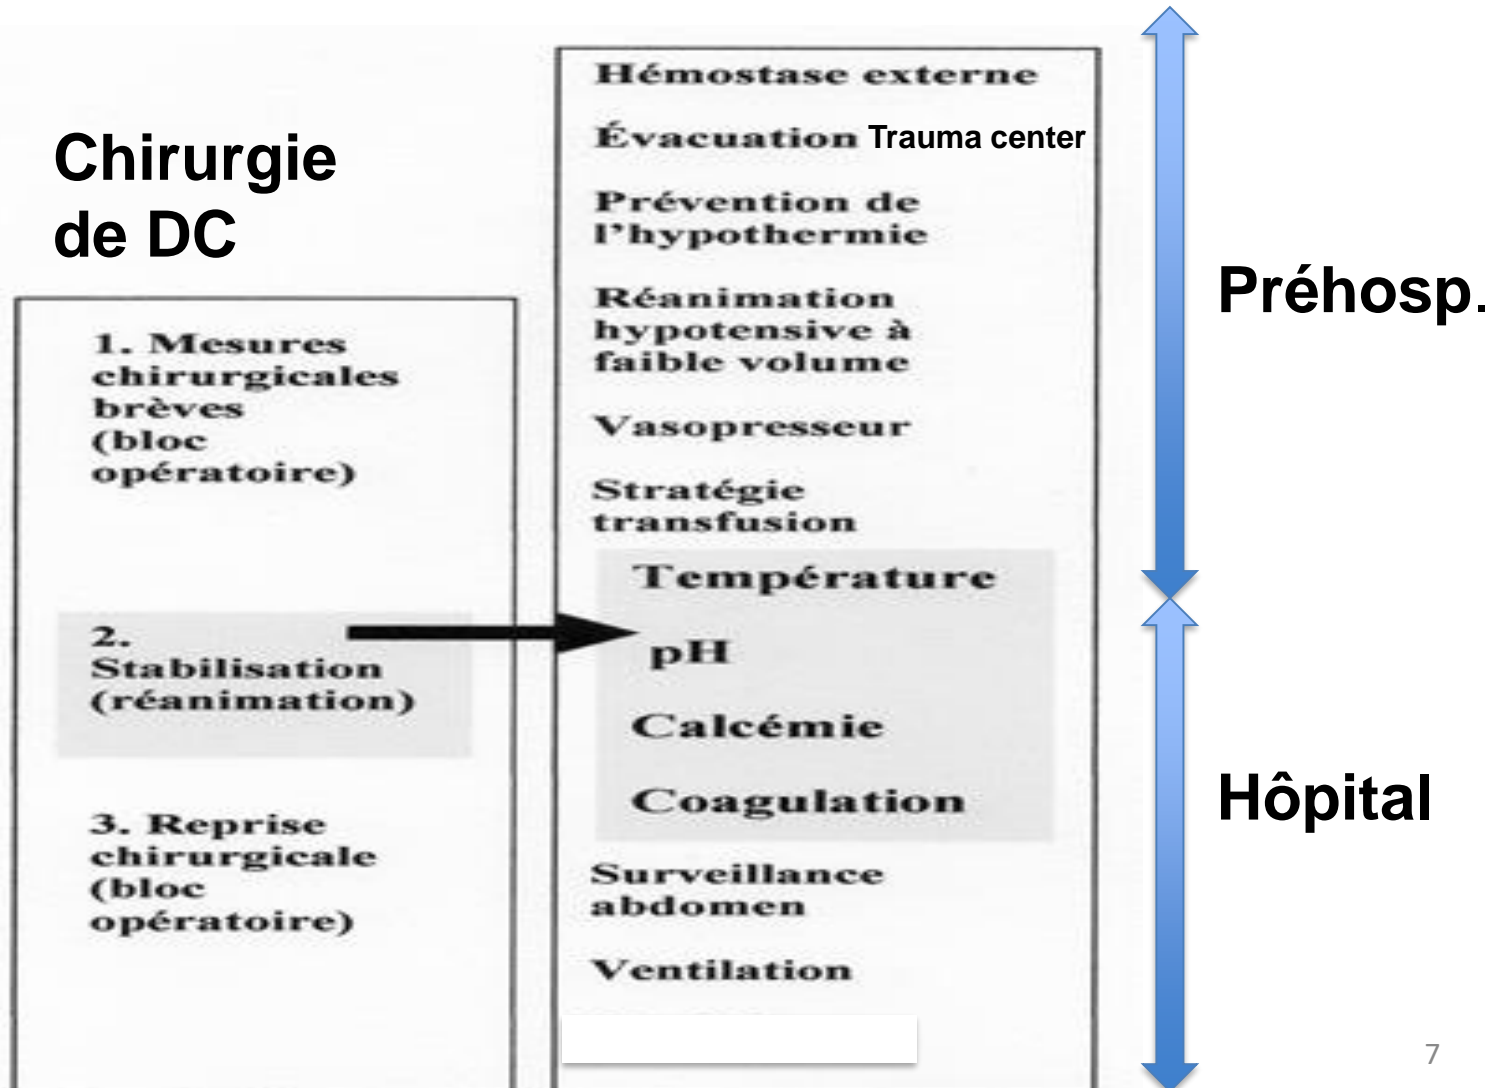 Chirurgie
de DC
1. Mesures
chirurgicales
brèves
(bloc
opératoire)
2.
Stabilisation
(réanimation)
3. Reprise
chirurgicale
(bloc
opératoire)
Hémostase externe
Évacuation Trauma center
Prévention de
l'hypothermie
Réanimation
hypotensive à
faible volume
Vasopresseur
Stratégie
transfusion
Température
pH
Calcémie
Coagulation
Surveillance
abdomen
Ventilation
Préhosp.
Hôpital
7